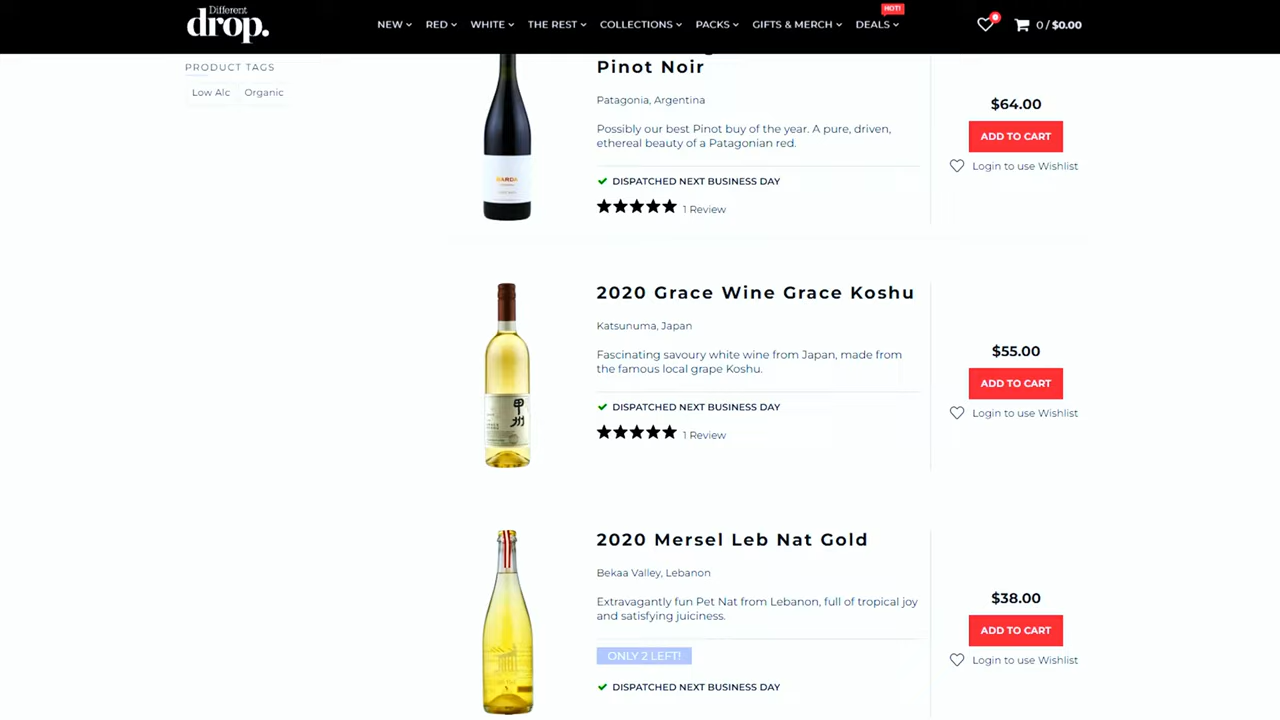 Different
drop.
NEW
RED
WHITE
THE REST
COLLECTIONS
PACKS
GIFTS & MERCH
HOT!
DEALS
0
0 / $0.00
PRODUCT TAGS
Low Alc
Organic
Pinot Noir
Patagonia, Argentina
Possibly our best Pinot buy of the year. A pure, driven,
ethereal beauty of a Patagonian red.
DISPATCHED NEXT BUSINESS DAY
1 Review
$64.00
ADD TO CART
Login to use Wishlist
BARDA
甲州
2020 Grace Wine Grace Koshu
Katsunuma, Japan
Fascinating savoury white wine from Japan, made from
the famous local grape Koshu.
DISPATCHED NEXT BUSINESS DAY
1 Review
$55.00
ADD TO CART
Login to use Wishlist
2020 Mersel Leb Nat Gold
Bekaa Valley, Lebanon
Extravagantly fun Pet Nat from Lebanon, full of tropical joy
and satisfying juiciness.
ONLY 2 LEFT!
DISPATCHED NEXT BUSINESS DAY
$38.00
ADD TO CART
Login to use Wishlist